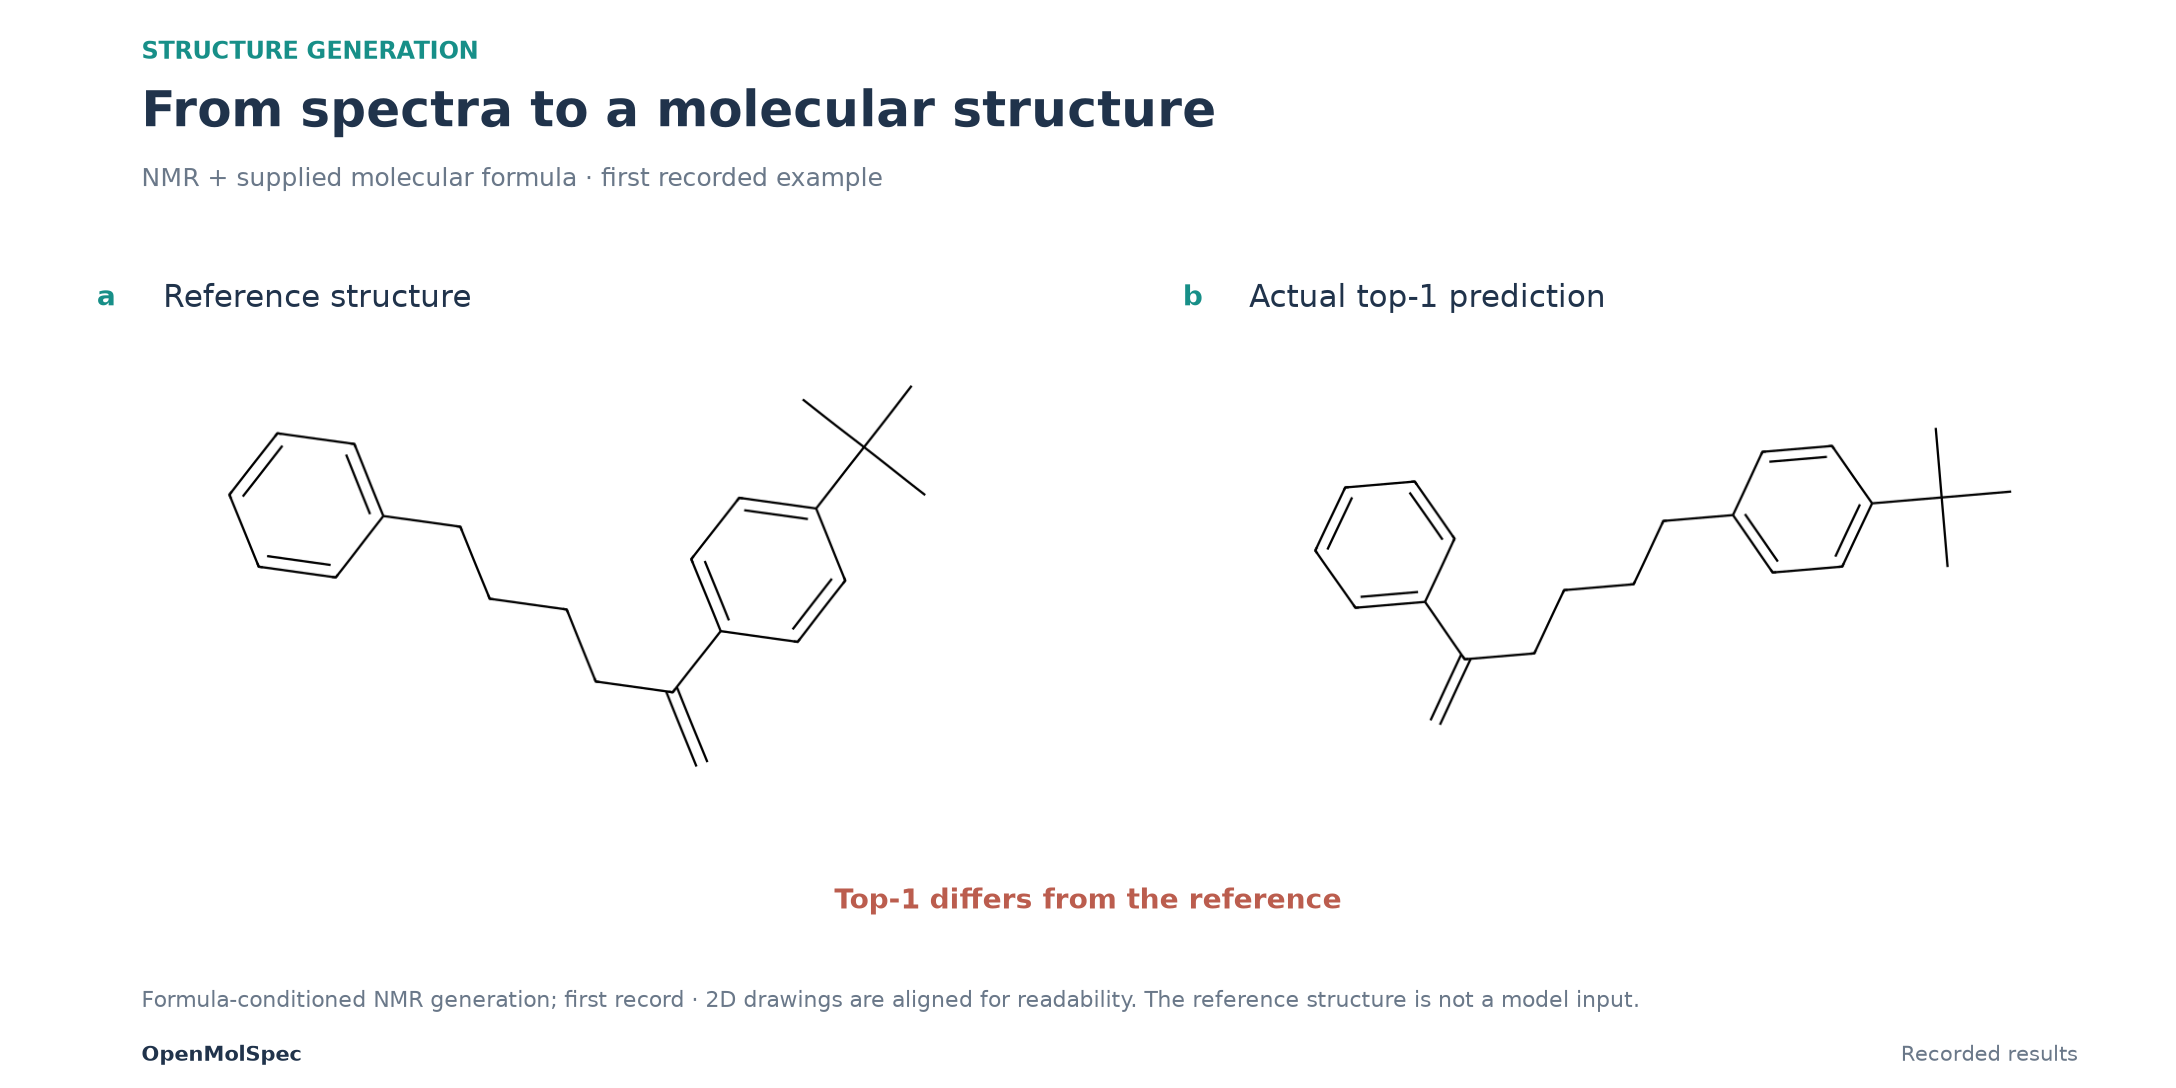 STRUCTURE GENERATION
From spectra to a molecular structure
NMR + supplied molecular formula · first recorded example
a Reference structure
b Actual top-1 prediction
Top-1 differs from the reference
Formula-conditioned NMR generation; first record · 2D drawings are aligned for readability. The reference structure is not a model input.
OpenMolSpec
Recorded results